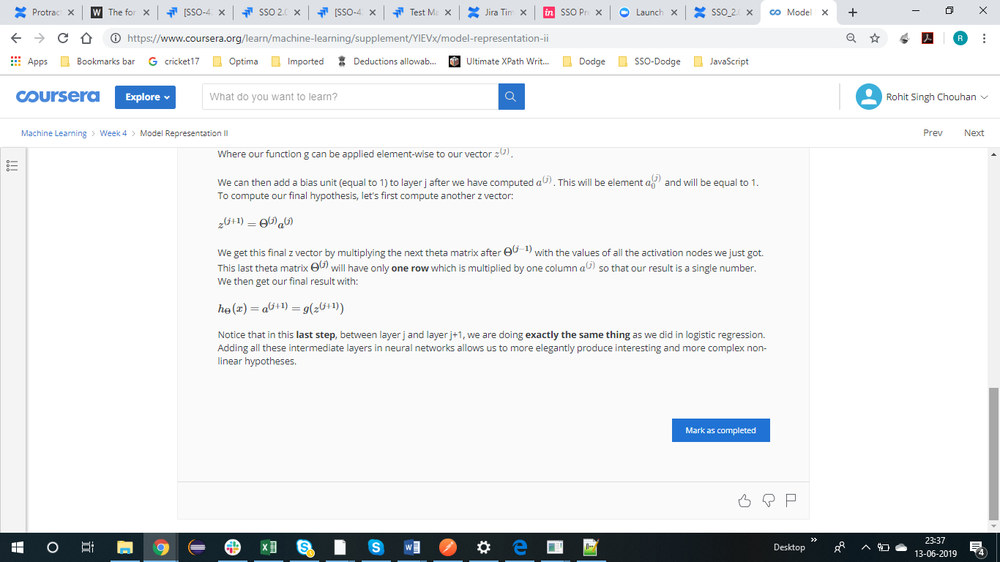 Protrac
The for
[SSO-4
SSO 2.0
[SSO-4
Test Ma
Jira Tim
SSO Pro
Launch
SSO_2.0
Model
https://www.coursera.org/learn/machine-learning/supplement/YlEVx/model-representation-ii
R
Apps
Bookmarks bar
cricket17
Optima
Imported
Deductions allowab...
Ultimate XPath Writ...
Dodge
SSO-Dodge
JavaScript
coursera
Explore
What do you want to learn?
Rohit Singh Chouhan
Machine Learning > Week 4 > Model Representation II
Prev
Next
Where our function g can be applied element-wise to our vector z^(j).
We can then add a bias unit (equal to 1) to layer j after we have computed a^(j). This will be element a_0^(j) and will be equal to 1.
To compute our final hypothesis, let's first compute another z vector:
z^(j+1) = Θ^(j)a^(j)
We get this final z vector by multiplying the next theta matrix after Θ^(j−1) with the values of all the activation nodes we just got.
This last theta matrix Θ^(j) will have only one row which is multiplied by one column a^(j) so that our result is a single number.
We then get our final result with:
h_Θ(x) = a^(j+1) = g(z^(j+1))
Notice that in this last step, between layer j and layer j+1, we are doing exactly the same thing as we did in logistic regression.
Adding all these intermediate layers in neural networks allows us to more elegantly produce interesting and more complex non-
linear hypotheses.
Mark as completed
Desktop
23:37
13-06-2019
4